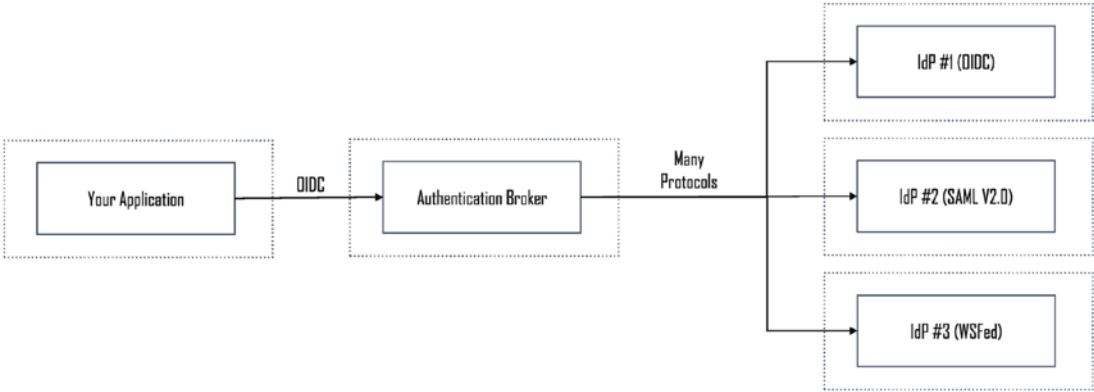 Your Application
OIDC
Authentication Broker
Many
Protocols
IdP #1 (OIDC)
IdP #2 (SAML V2.0)
IdP #3 (WSFed)